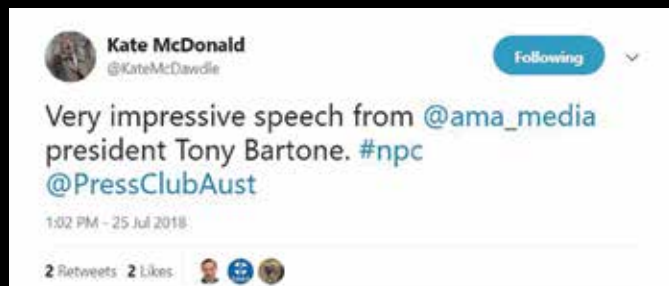 Kate McDonald
@KateMcDawdle
Following
Very impressive speech from @ama_media
president Tony Bartone. #npc
@PressClubAust
1:02 PM - 25 Jul 2018
2 Retweets 2 Likes